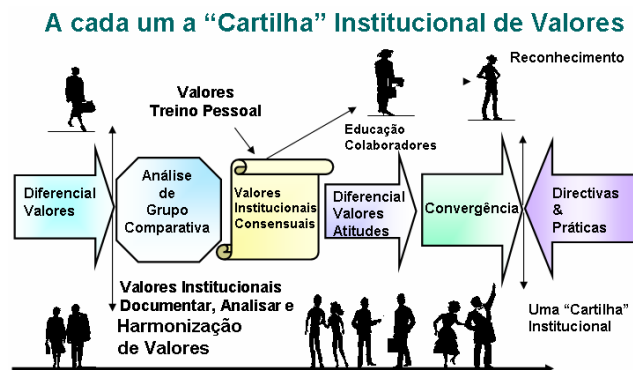 A cada um a “Cartilha” Institucional de Valores
Reconhecimento
Valores
Treino Pessoal
Educação
Colaboradores
Diferencial
Valores
Análise
de
Grupo
Comparativa
Valores
Institucionais
Consensuais
Diferencial
Valores
Atitudes
Convergência
Directivas
&
Práticas
Valores Institucionais
Documentar, Analisar e
Harmonização
de Valores
Uma “Cartilha”
Institucional